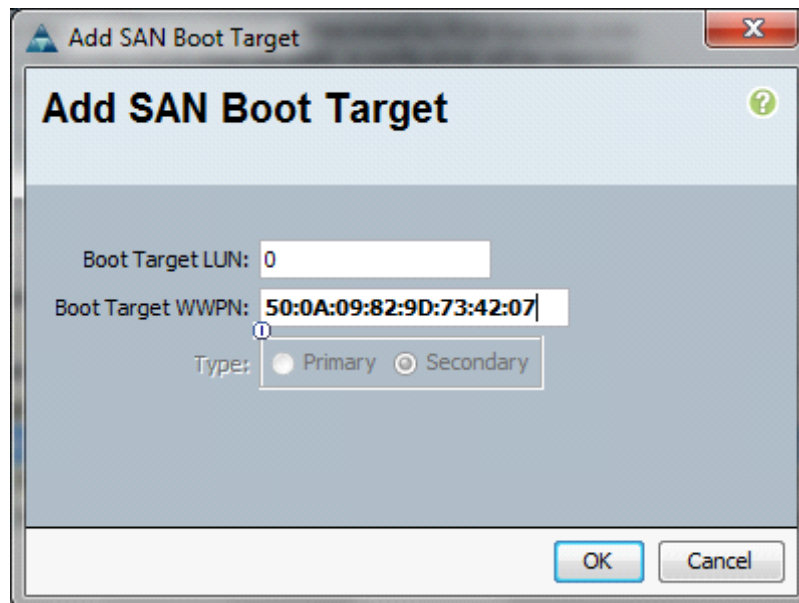 Add SAN Boot Target
Add SAN Boot Target
Boot Target LUN: 0
Boot Target WWPN: 50:0A:09:82:9D:73:42:07
Type: Primary Secondary
OK Cancel